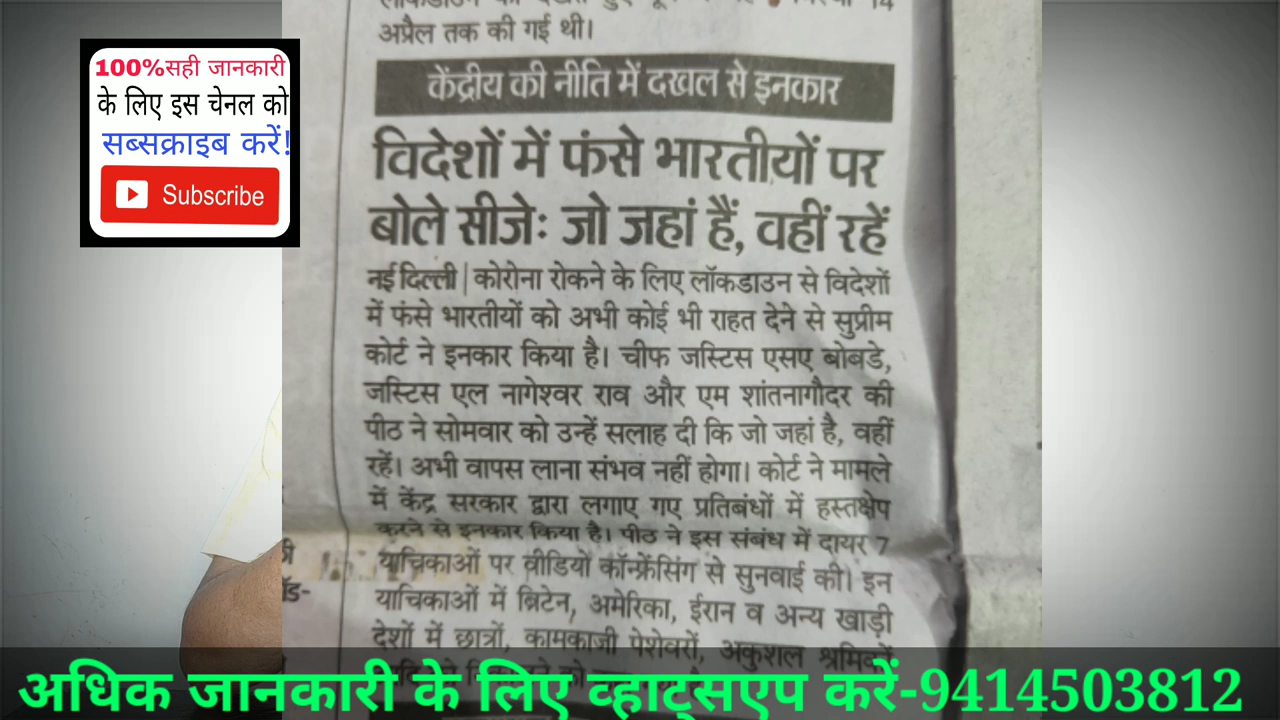 100%सही जानकारी
के लिए इस चेनल को
सब्सक्राइब करें!
Subscribe
अप्रैल तक की गई थी।
केंद्रीय की नीति में दखल से इनकार
विदेशों में फंसे भारतीयों पर
बोले सीजेः जो जहां हैं, वहीं रहें
नई दिल्ली | कोरोना रोकने के लिए लॉकडाउन से विदेशों
में फंसे भारतीयों को अभी कोई भी राहत देने से सुप्रीम
कोर्ट ने इनकार किया है। चीफ जस्टिस एसए बोबडे,
जस्टिस एल नागेश्वर राव और एम शांतनागौदर की
पीठ ने सोमवार को उन्हें सलाह दी कि जो जहां है, वहीं
रहें। अभी वापस लाना संभव नहीं होगा। कोर्ट ने मामले
में केंद्र सरकार द्वारा लगाए गए प्रतिबंधों में हस्तक्षेप
करने से इनकार किया है। पीठ ने इस संबंध में दायर 7
याचिकाओं पर वीडियो कॉन्फ्रेंसिंग से सुनवाई की। इन
याचिकाओं में ब्रिटेन, अमेरिका, ईरान व अन्य खाड़ी
देशों में छात्रों, कामकाजी पेशेवरों, अकुशल श्रमिकों
अधिक जानकारी के लिए व्हाट्सएप करें-9414503812